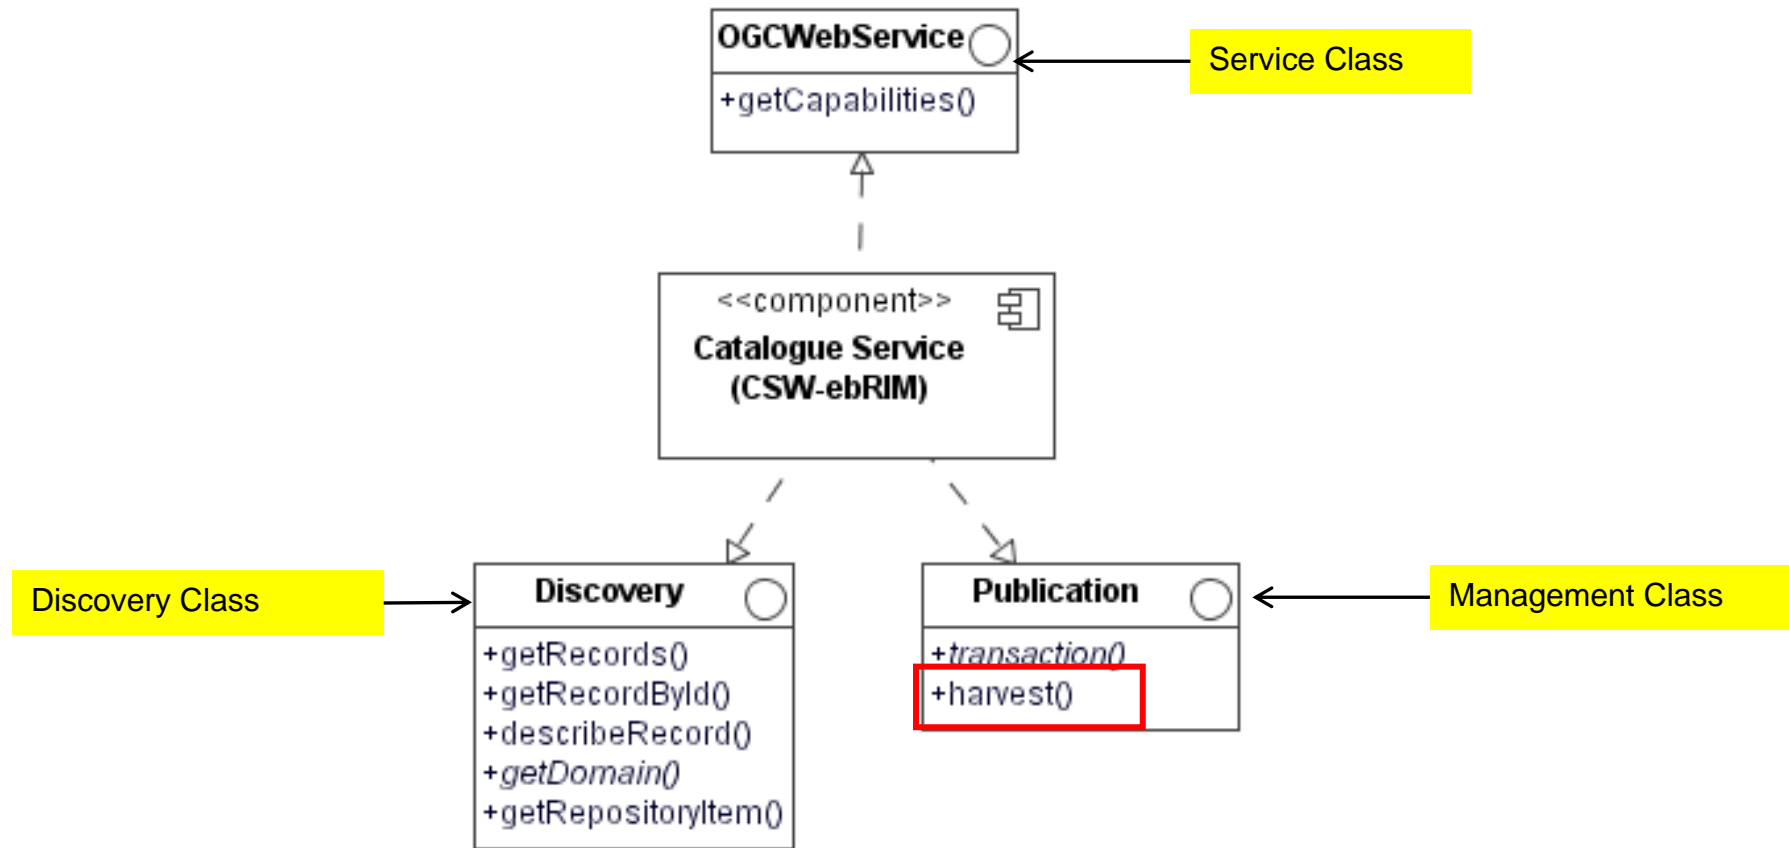 OGCWebService
+getCapabilities()
Service Class
<<component>>
Catalogue Service
(CSW-ebRIM)
Discovery Class
Discovery
+getRecords()
+getRecordById()
+describeRecord()
+getDomain()
+getRepositoryItem()
Publication
+transaction()
+harvest()
Management Class